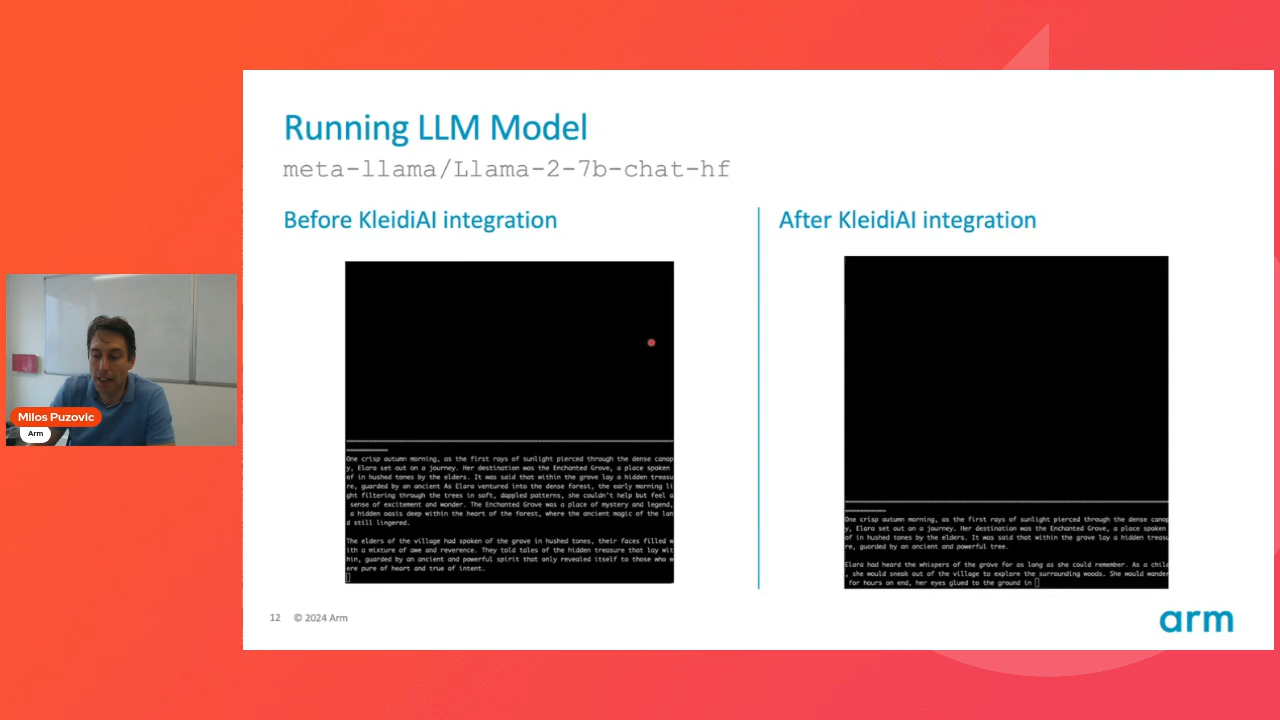 Running LLM Model
meta-llama/Llama-2-7b-chat-hf
Before KleidiAI integration
One crisp autumn morning, as the first rays of sunlight pierced through the dense canop
y, Elara set out on a journey. Her destination was the Enchanted Grove, a place spoken
of in hushed tones by the elders. It was said that within the grove lay a hidden treasu
re, guarded by an ancient As Elara ventured into the dense forest, the early morning li
ght filtering through the trees in soft, dappled patterns, she couldn't help but feel a
sense of excitement and wonder. The Enchanted Grove was a place of mystery and legend,
a hidden oasis deep within the heart of the forest, where the ancient magic of the lan
d still lingered.
The elders of the village had spoken of the grove in hushed tones, their faces filled w
ith a mixture of awe and reverence. They told tales of the hidden treasure that lay wit
hin, guarded by an ancient and powerful spirit that only revealed itself to those who w
ere pure of heart and true of intent.
After KleidiAI integration
One crisp autumn morning, as the first rays of sunlight pierced through the dense canop
y, Elara set out on a journey. Her destination was the Enchanted Grove, a place spoken
of in hushed tones by the elders. It was said that within the grove lay a hidden treasu
re, guarded by an ancient and powerful tree.
Elara had heard the whispers of the grove for as long as she could remember. As a child
, she would sneak out of the village to explore the surrounding woods. She would wander
for hours on end, her eyes glued to the ground in
12 © 2024 Arm
arm
Milos Puzovic
Arm